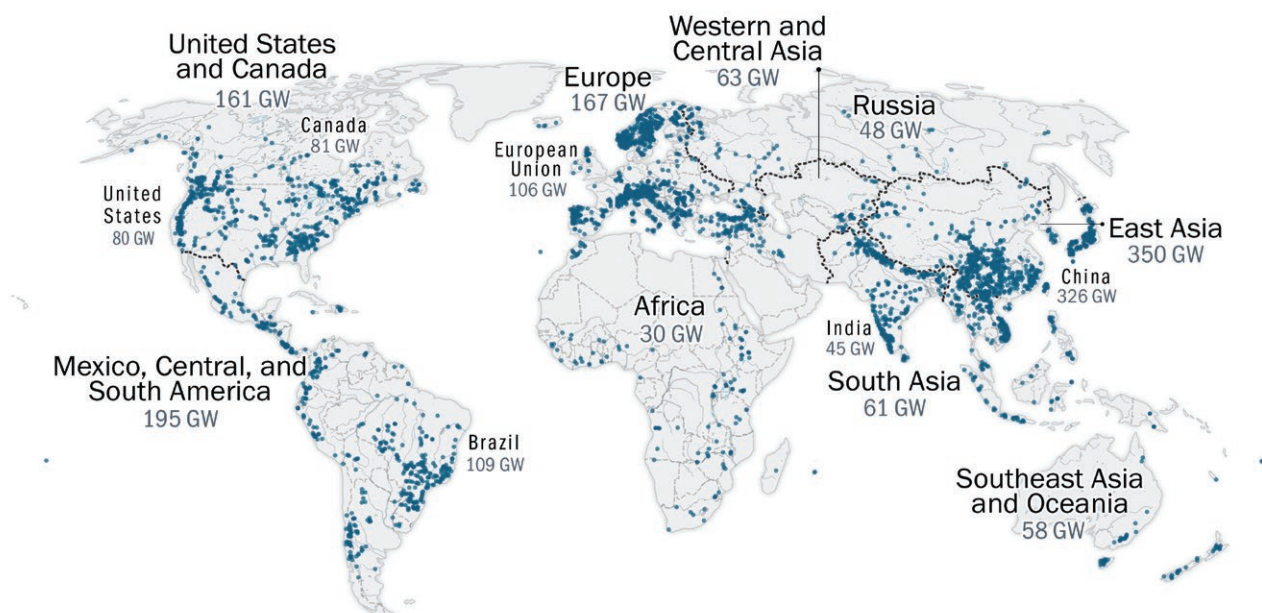 United States
and Canada
161 GW
Canada
81 GW
United
States
80 GW
Europe
167 GW
European
Union
106 GW
Western and
Central Asia
63 GW
Russia
48 GW
East Asia
350 GW
China
326 GW
Africa
30 GW
India
45 GW
South Asia
61 GW
Mexico, Central, and
South America
195 GW
Brazil
109 GW
Southeast Asia
and Oceania
58 GW